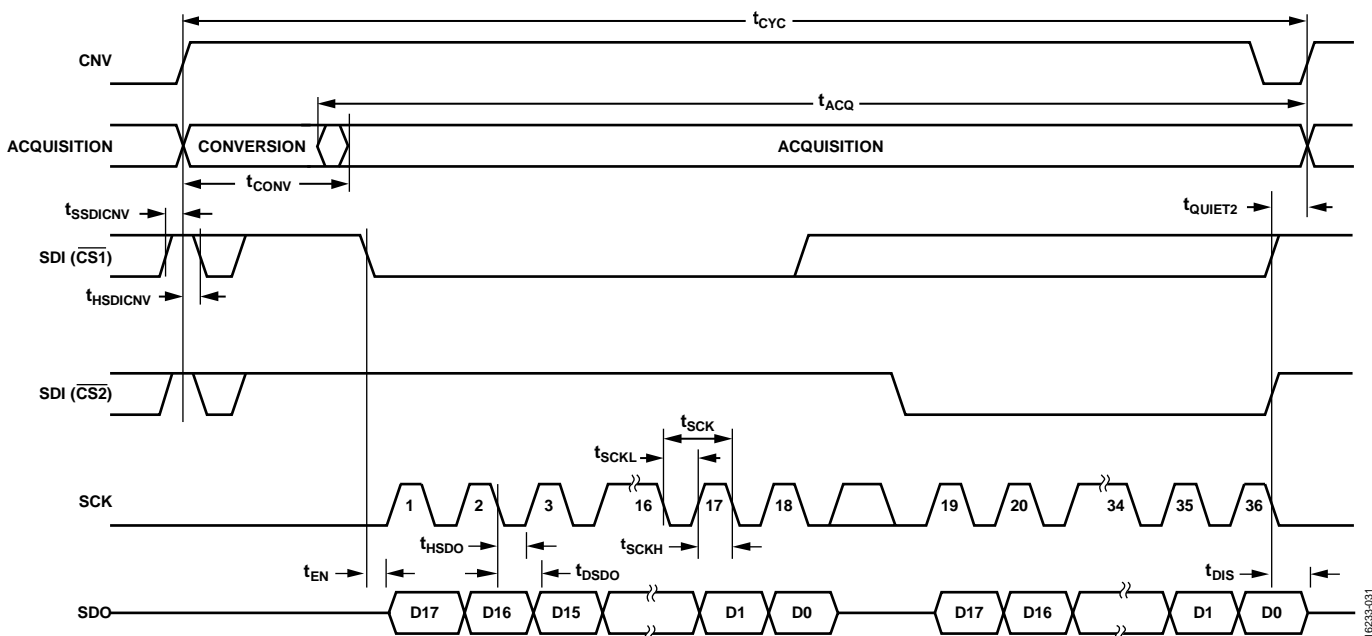 tCYC
CNV
tACQ
ACQUISITION CONVERSION ACQUISITION
tCONV
tSSDICNV tQUIET2
SDI (CS1)
tHSDICNV
SDI (CS2)
tSCK
tSCKL
SCK 1 2 3 16 17 18 19 20 34 35 36
tHSDO tSCKH
tEN tDSDO tDIS
SDO D17 D16 D15 D1 D0 D17 D16 D1 D0